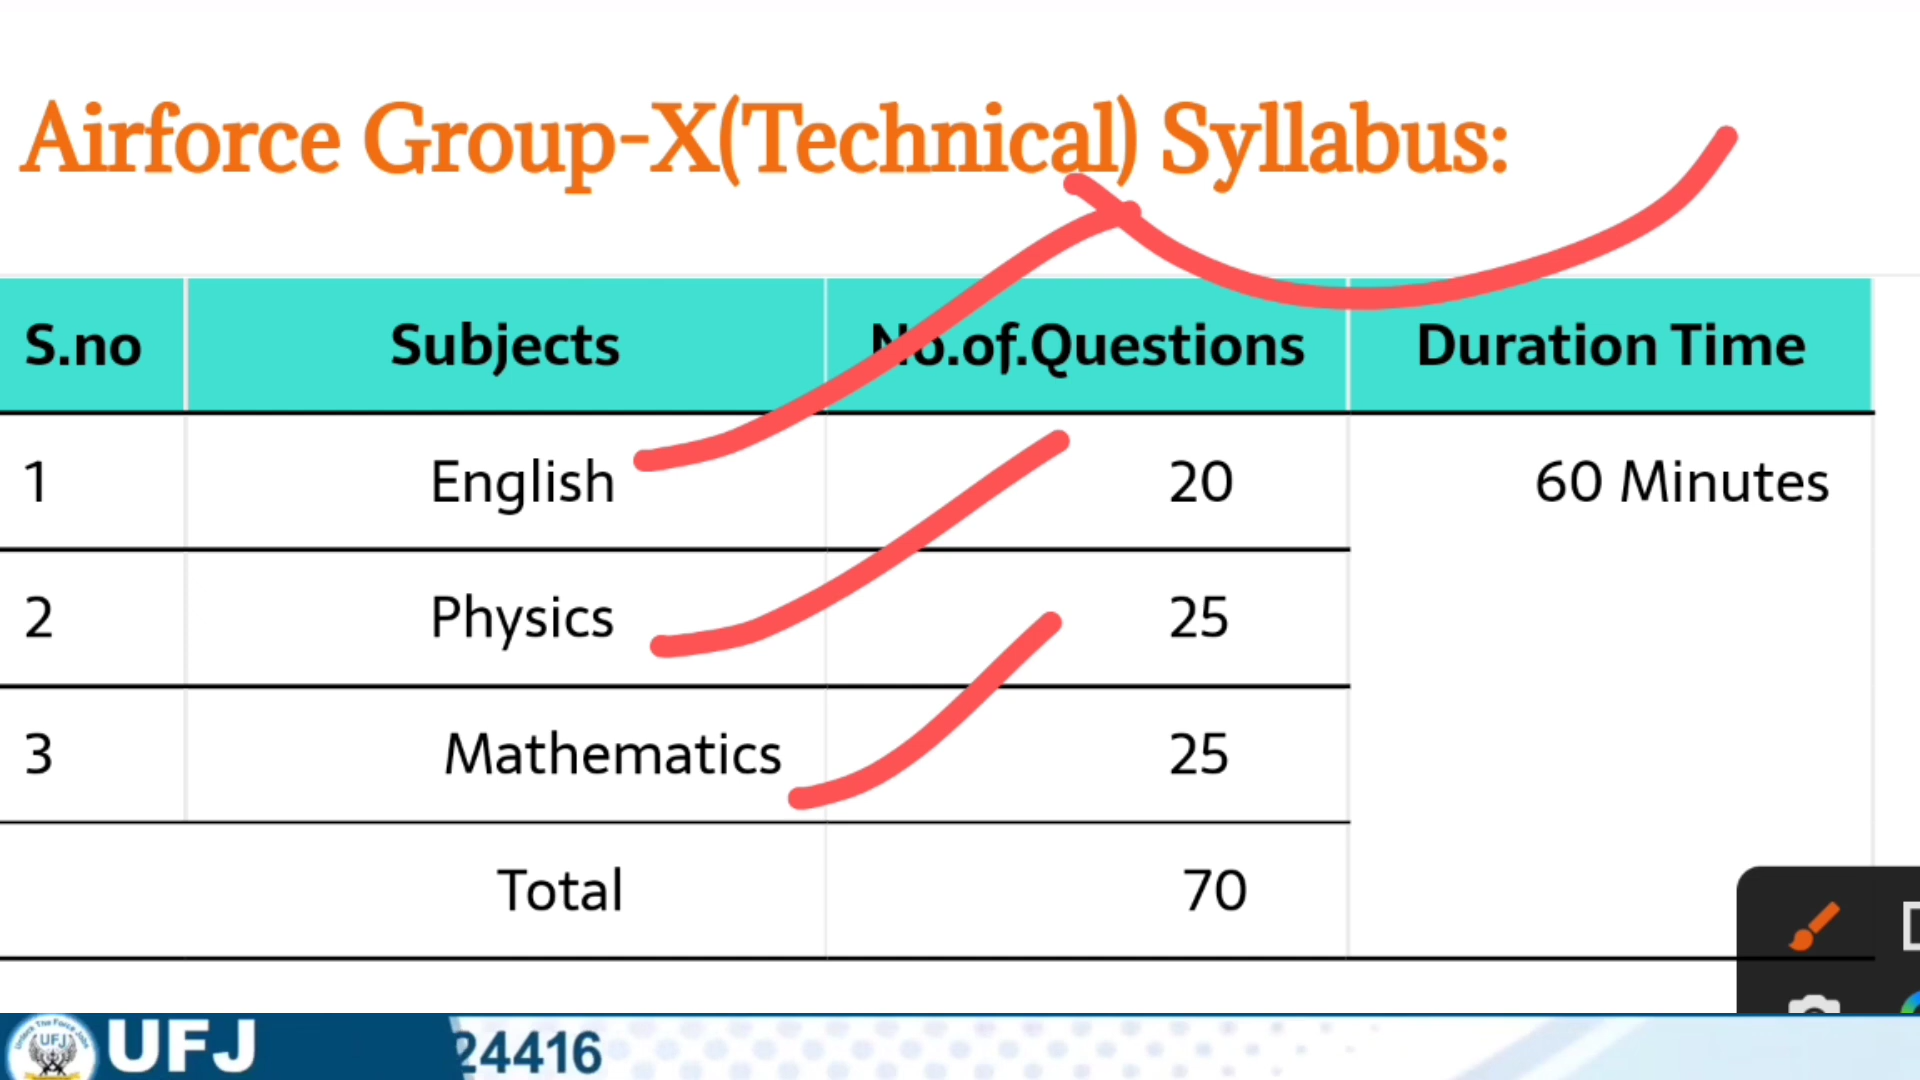 Airforce Group-X(Technical) Syllabus:
S.no Subjects No.of.Questions Duration Time
1 English 20 60 Minutes
2 Physics 25
3 Mathematics 25
Total 70
UFJ 24416
UFJ